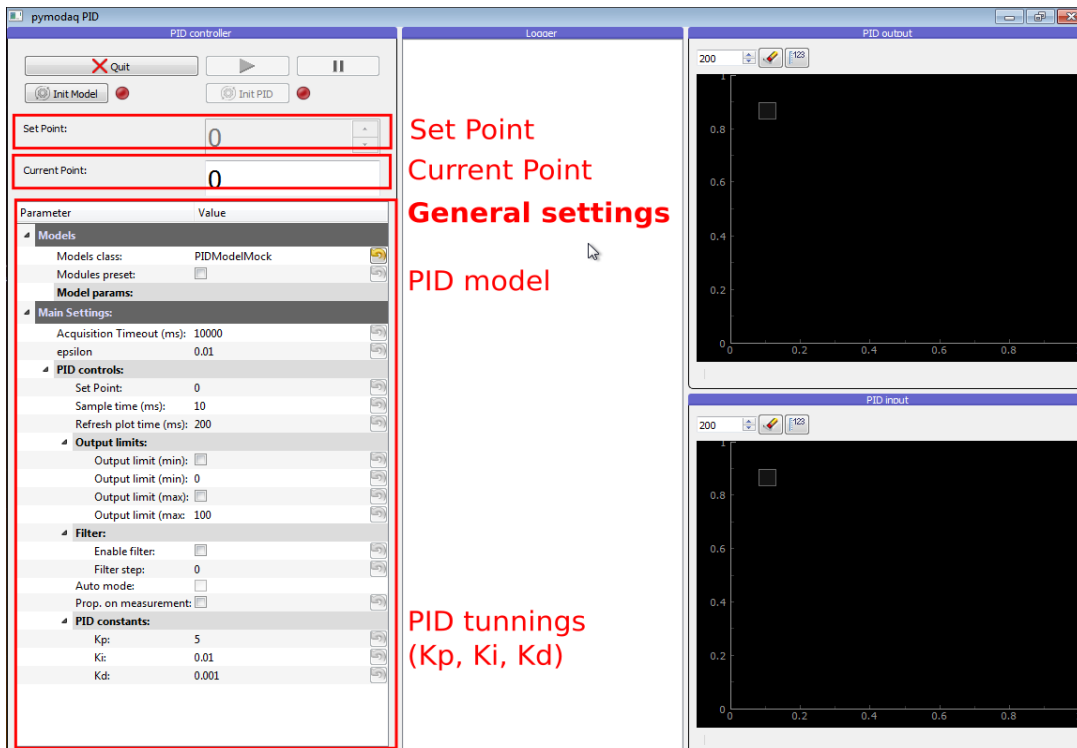 pymodaq PID
PID controller
Quit
Init Model
Init PID
Set Point:
0
Current Point:
0
Parameter Value
Models
Models class: PIDModelMock
Modules preset:
Model params:
Main Settings:
Acquisition Timeout (ms): 10000
epsilon 0.01
PID controls:
Set Point: 0
Sample time (ms): 10
Refresh plot time (ms): 200
Output limits:
Output limit (min):
Output limit (min): 0
Output limit (max):
Output limit (max: 100
Filter:
Enable filter:
Filter step: 0
Auto mode:
Prop. on measurement:
PID constants:
Kp: 5
Ki: 0.01
Kd: 0.001
Logger
Set Point
Current Point
General settings
PID model
PID tunnings
(Kp, Ki, Kd)
PID output
200
123
1
0.8
0.6
0.4
0.2
0
0 0.2 0.4 0.6 0.8
PID input
200
123
1
0.8
0.6
0.4
0.2
0
0 0.2 0.4 0.6 0.8